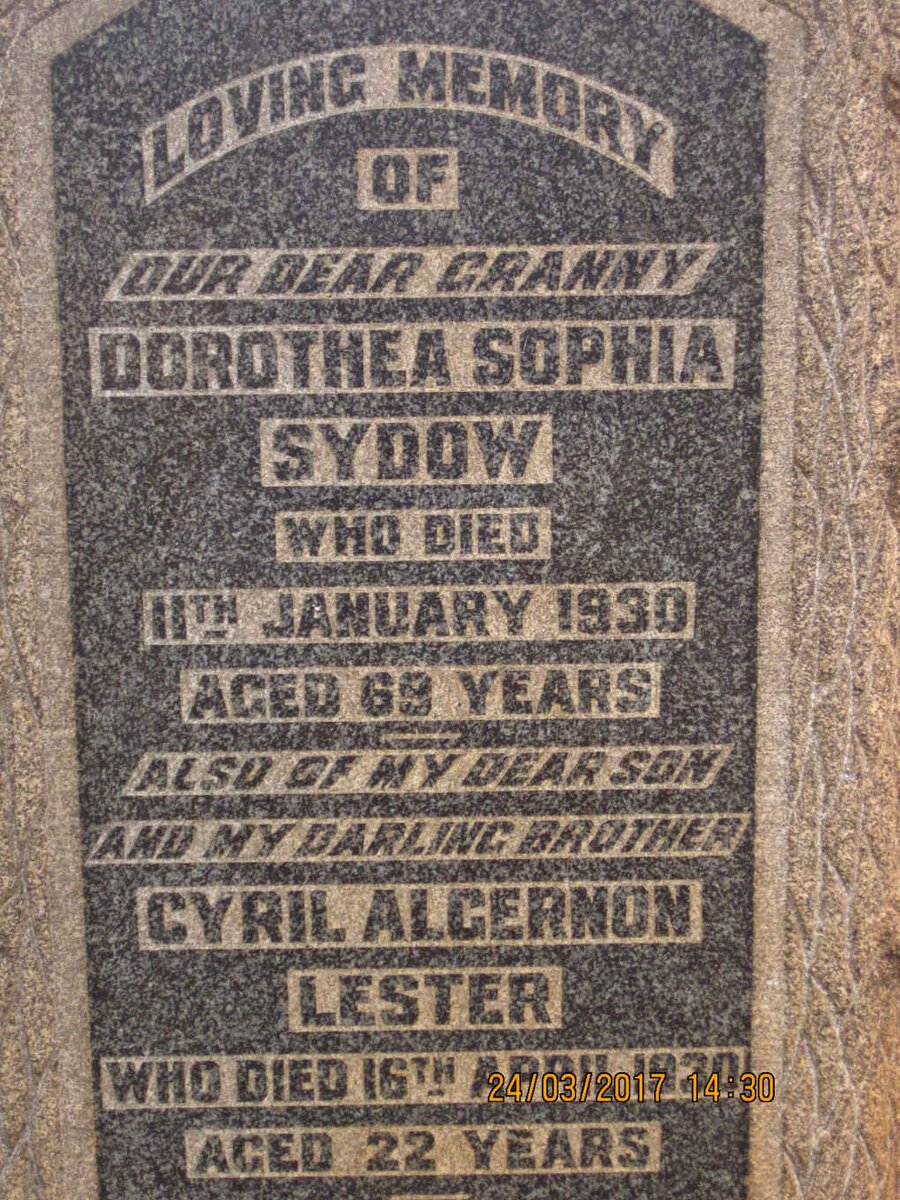 LOVING MEMORY
OF
OUR DEAR GRANNY
DOROTHEA SOPHIA
SYDOW
WHO DIED
11TH JANUARY 1930
AGED 69 YEARS
ALSO OF MY DEAR SON
AND MY DARLING BROTHER
CYRIL ALGERNON
LESTER
WHO DIED 16TH APRIL 1930
24/03/2017 14:30
AGED 22 YEARS